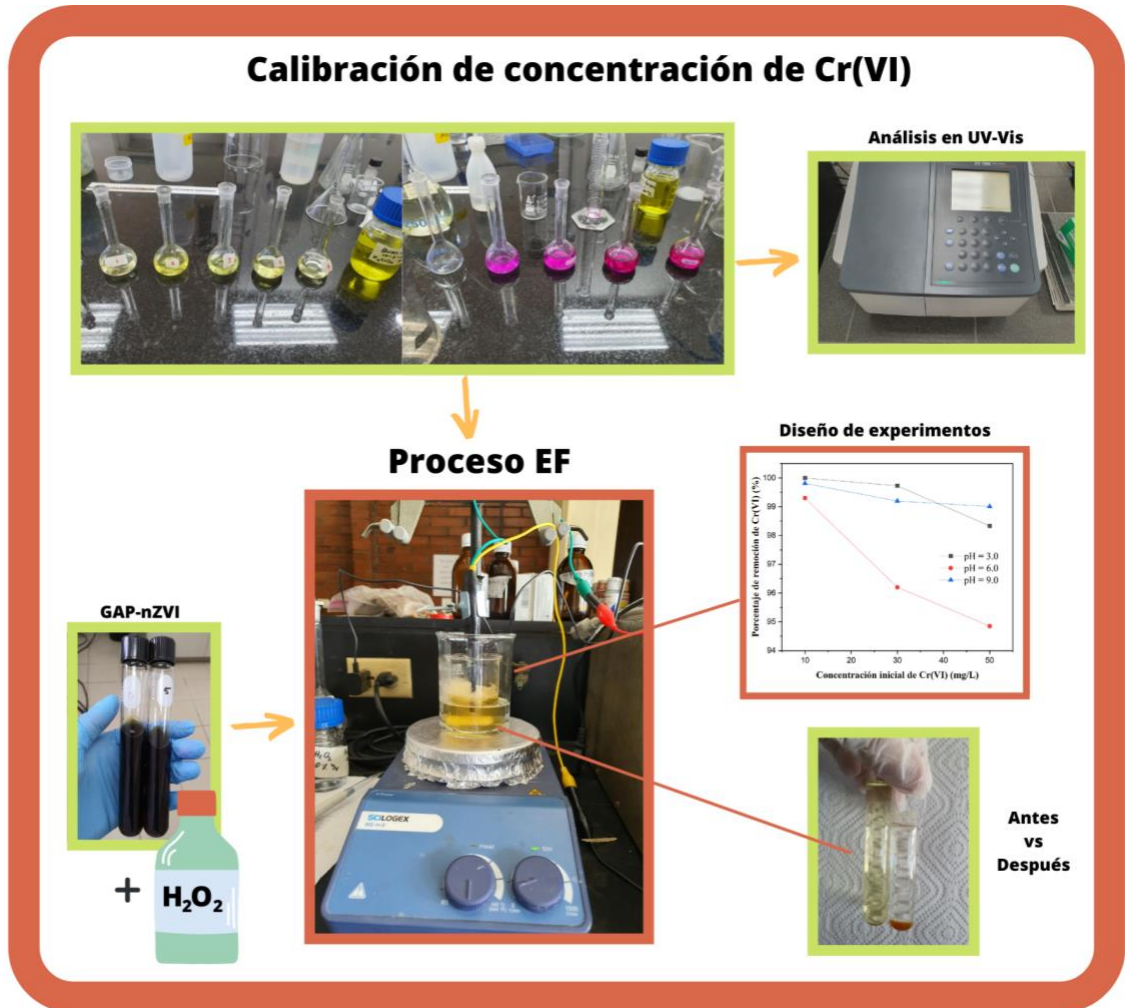 Calibración de concentración de Cr(VI)
Análisis en UV-Vis
Proceso EF
Diseño de experimentos
Porcentaje de remoción de Cr(VI) (%)
100
99
98
97
96
95
94
pH = 3.0
pH = 6.0
pH = 9.0
10 20 30 40 50
Concentración inicial de Cr(VI) (mg/L)
GAP-nZVI
5
+
H₂O₂
SCILOGEX
Antes
vs
Después